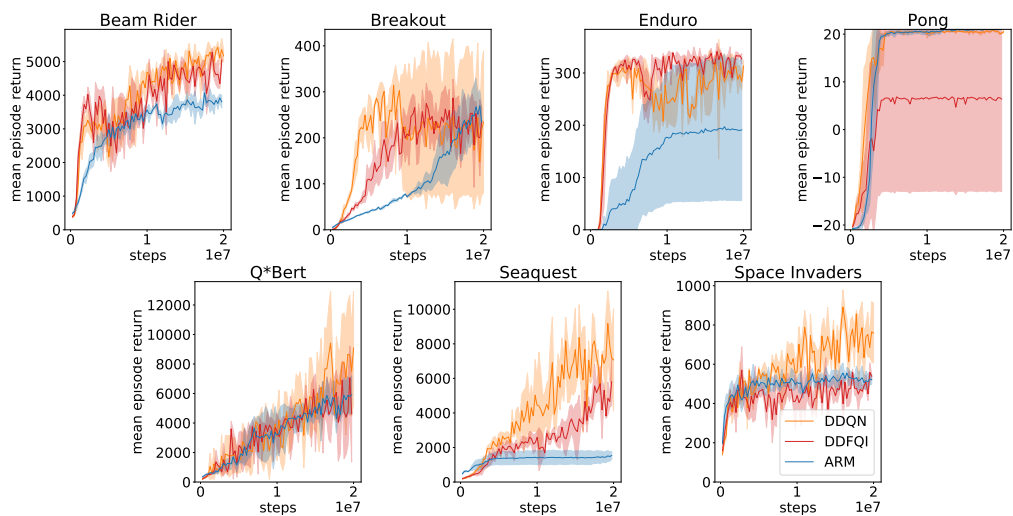 Beam Rider
Breakout
Enduro
Pong
mean episode return
5000
4000
3000
2000
1000
0
0
1
2
steps
1e7
mean episode return
400
300
200
100
0
0
1
2
steps
1e7
mean episode return
300
200
100
0
0
1
2
steps
1e7
mean episode return
20
10
0
−10
−20
0
1
2
steps
1e7
Q*Bert
Seaquest
Space Invaders
mean episode return
12000
10000
8000
6000
4000
2000
0
0
1
2
steps
1e7
mean episode return
10000
8000
6000
4000
2000
0
0
1
2
steps
1e7
mean episode return
1000
800
600
400
200
0
0
1
2
steps
1e7
DDQN
DDFQI
ARM